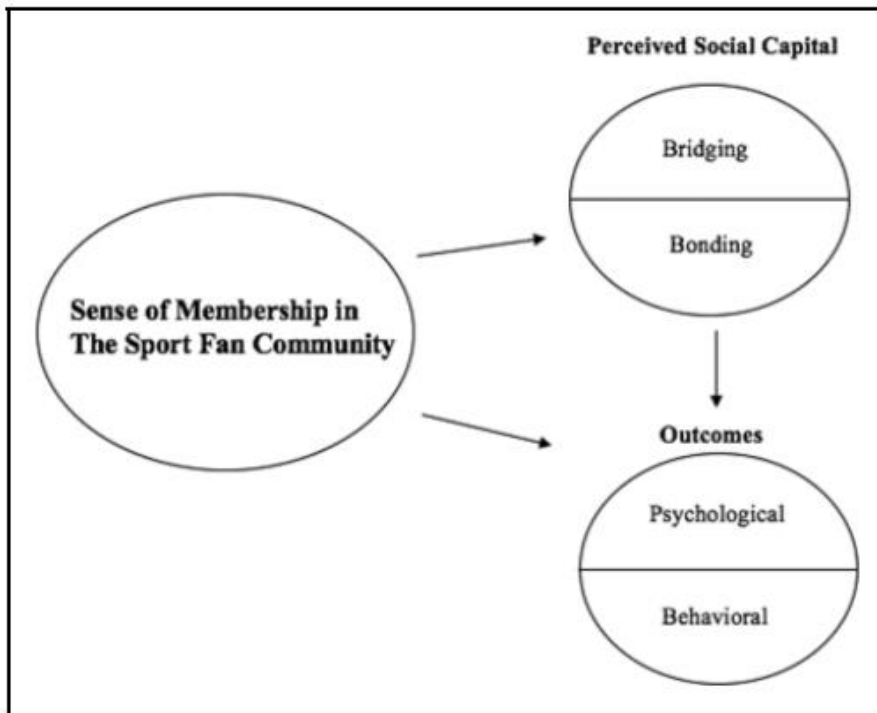 Perceived Social Capital
Bridging
Bonding
Sense of Membership in
The Sport Fan Community
Outcomes
Psychological
Behavioral